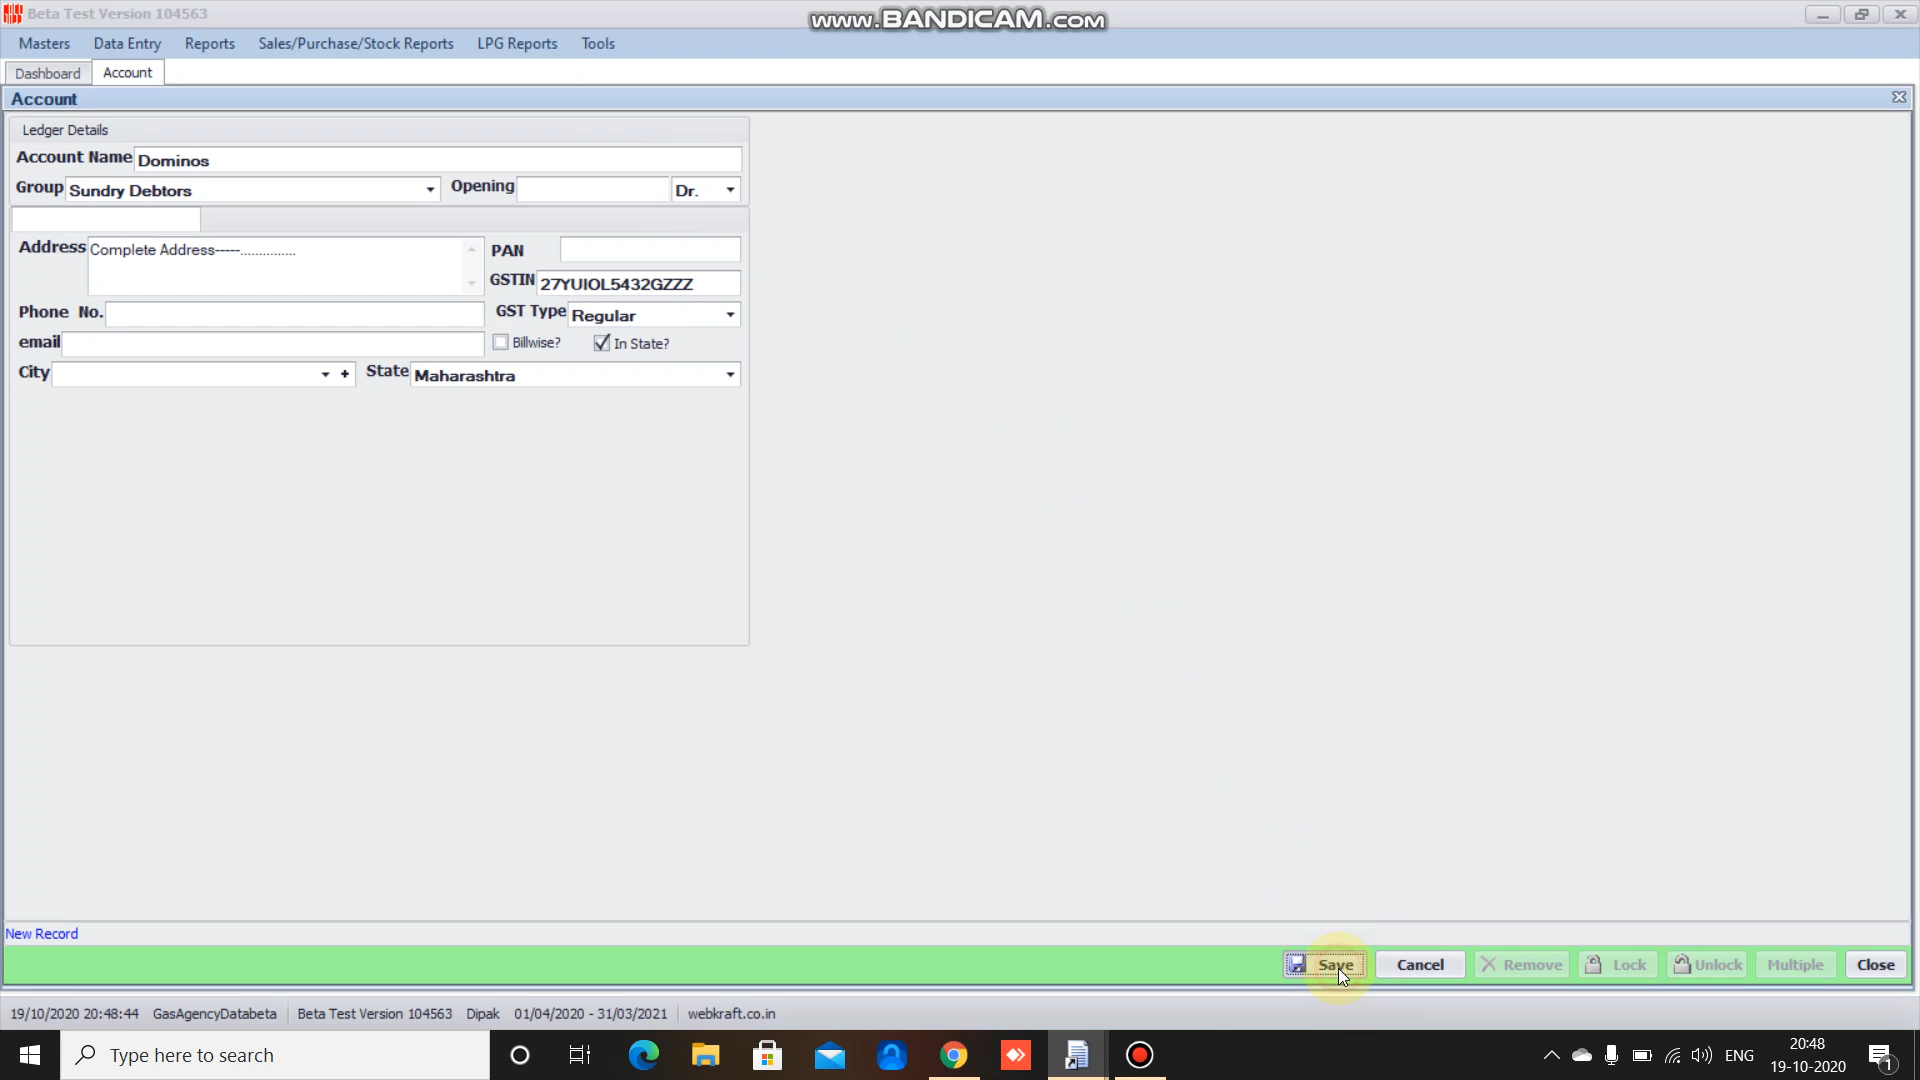 Beta Test Version 104563
www.BANDICAM.com
Masters Data Entry Reports Sales/Purchase/Stock Reports LPG Reports Tools
Dashboard Account
Account
Ledger Details
Account Name Dominos
Group Sundry Debtors Opening Dr.
Address Complete Address-----............... PAN
GSTIN 27YUIOL5432GZZZ
Phone No. GST Type Regular
email Billwise? In State?
City State Maharashtra
New Record
Save Cancel Remove Lock Unlock Multiple Close
19/10/2020 20:48:44 GasAgencyDatabeta Beta Test Version 104563 Dipak 01/04/2020 - 31/03/2021 webkraft.co.in
Type here to search ENG 20:48
19-10-2020 1